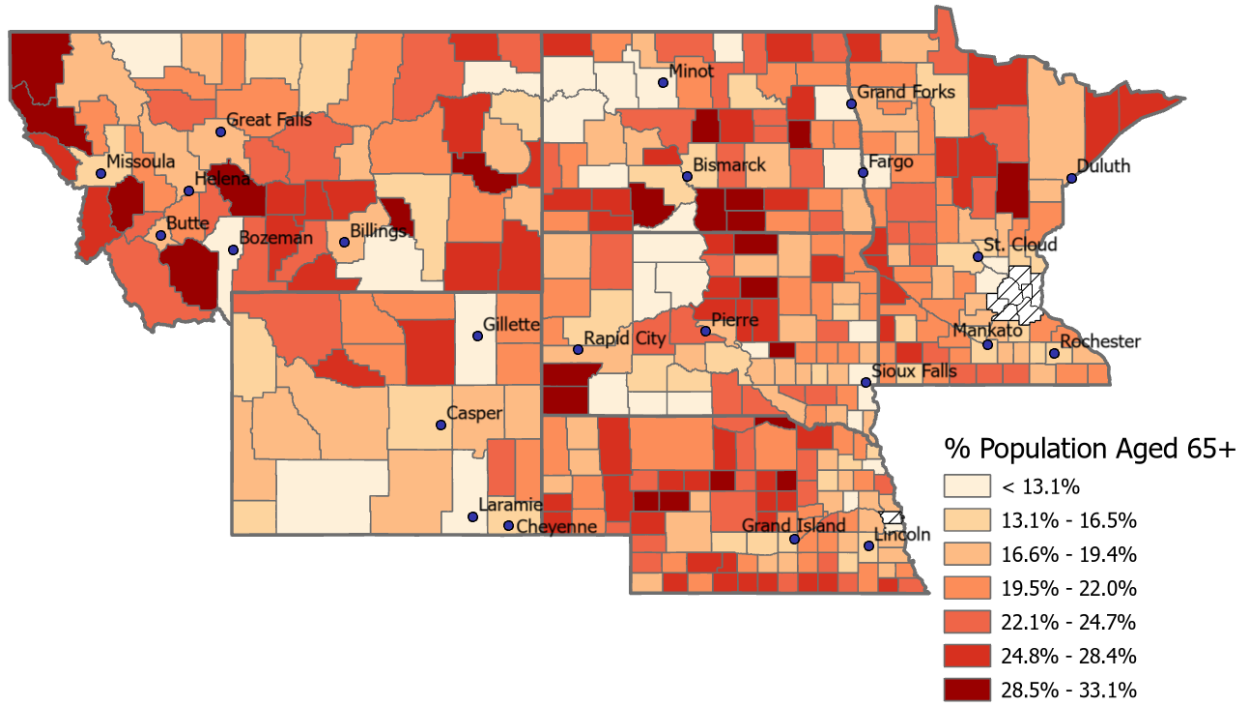 Minot
Grand Forks
Great Falls
Missoula
Bismarck
Fargo
Duluth
Helena
Butte
Bozeman
Billings
St. Cloud
Gillette
Rapid City
Pierre
Mankato
Rochester
Sioux Falls
Casper
Laramie
Cheyenne
Grand Island
Lincoln
% Population Aged 65+
< 13.1%
13.1% - 16.5%
16.6% - 19.4%
19.5% - 22.0%
22.1% - 24.7%
24.8% - 28.4%
28.5% - 33.1%